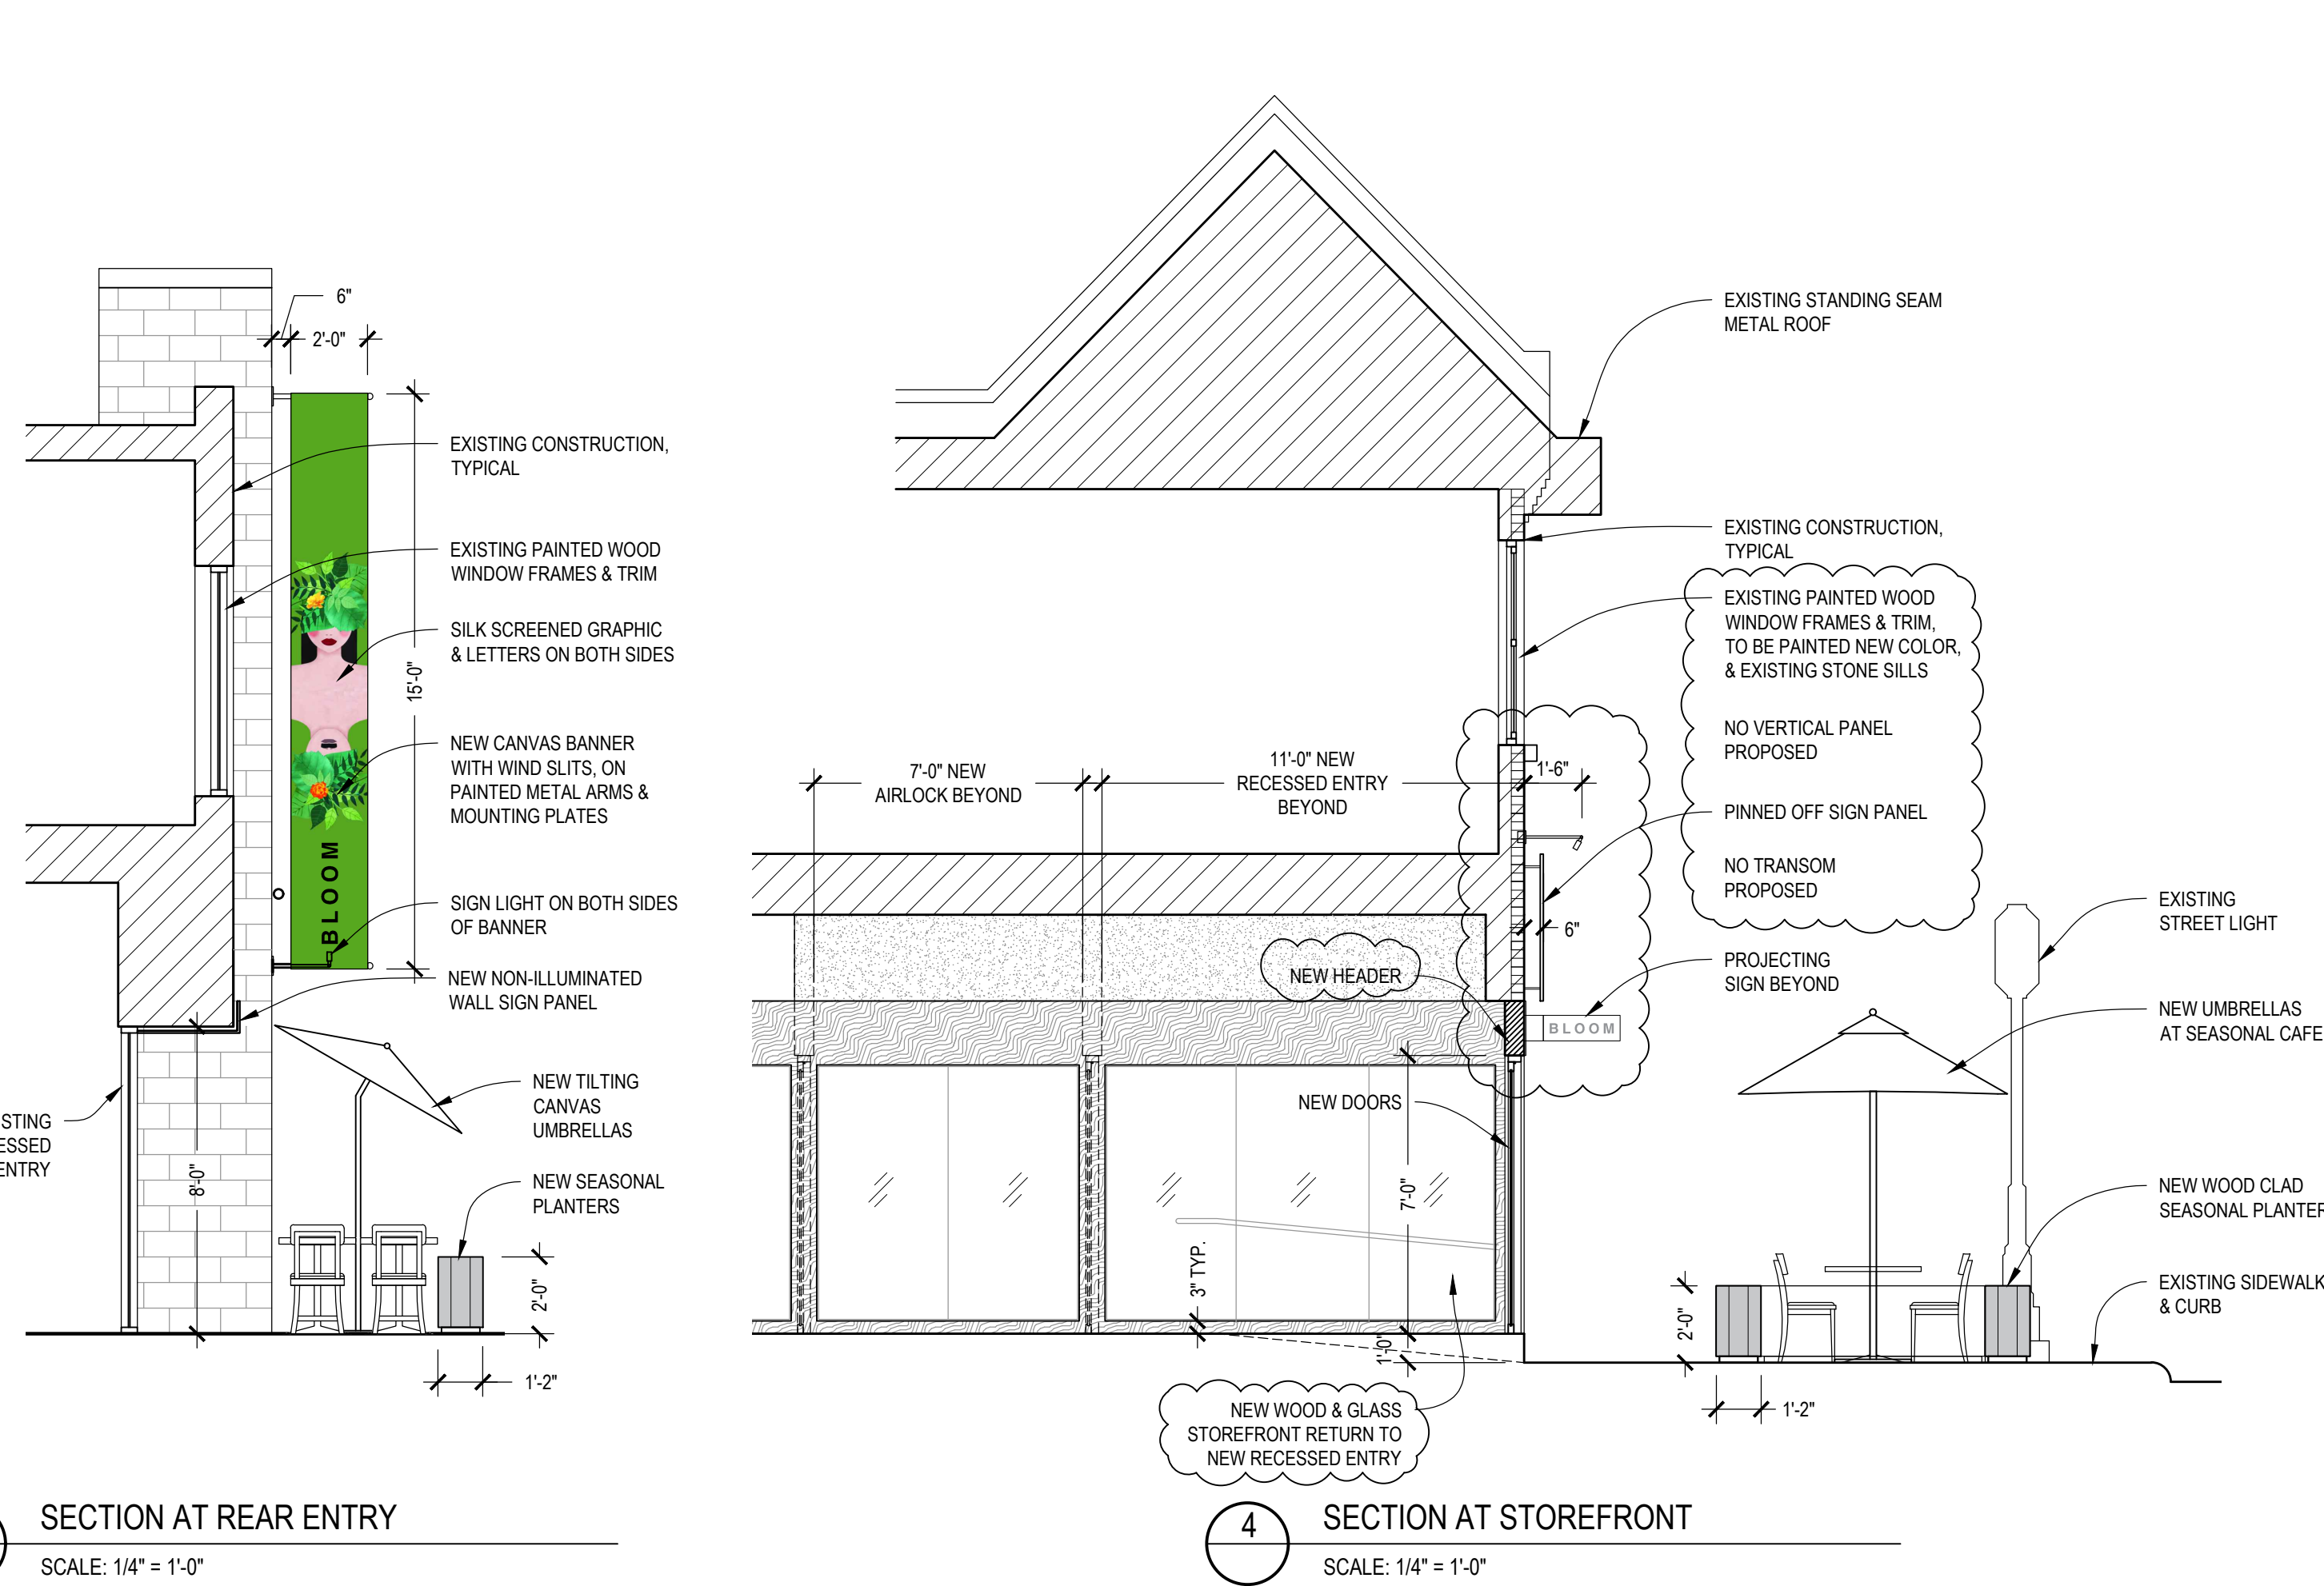 6"
2'-0"
EXISTING CONSTRUCTION,
TYPICAL
EXISTING PAINTED WOOD
WINDOW FRAMES & TRIM
SILK SCREENED GRAPHIC
& LETTERS ON BOTH SIDES
15'-0"
NEW CANVAS BANNER
WITH WIND SLITS, ON
PAINTED METAL ARMS &
MOUNTING PLATES
BLOOM
SIGN LIGHT ON BOTH SIDES
OF BANNER
NEW NON-ILLUMINATED
WALL SIGN PANEL
NEW TILTING
CANVAS
UMBRELLAS
STING
ESSED
ENTRY
8'-0"
NEW SEASONAL
PLANTERS
2'-0"
1'-2"
SECTION AT REAR ENTRY
SCALE: 1/4" = 1'-0"
EXISTING STANDING SEAM
METAL ROOF
EXISTING CONSTRUCTION,
TYPICAL
EXISTING PAINTED WOOD
WINDOW FRAMES & TRIM,
TO BE PAINTED NEW COLOR,
& EXISTING STONE SILLS
NO VERTICAL PANEL
PROPOSED
PINNED OFF SIGN PANEL
NO TRANSOM
PROPOSED
7'-0" NEW
AIRLOCK BEYOND
11'-0" NEW
RECESSED ENTRY
BEYOND
1'-6"
6"
NEW HEADER
PROJECTING
SIGN BEYOND
BLOOM
EXISTING
STREET LIGHT
NEW UMBRELLAS
AT SEASONAL CAFE
NEW DOORS
7'-0"
3" TYP.
1'-0"
NEW WOOD CLAD
SEASONAL PLANTER
EXISTING SIDEWALK
& CURB
2'-0"
1'-2"
NEW WOOD & GLASS
STOREFRONT RETURN TO
NEW RECESSED ENTRY
4
SECTION AT STOREFRONT
SCALE: 1/4" = 1'-0"